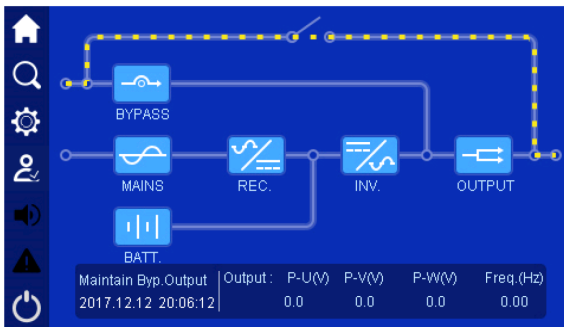 BYPASS
MAINS REC. INV. OUTPUT
BATT.
Maintain Byp.Output Output : P-U(V) P-V(V) P-W(V) Freq.(Hz)
2017.12.12 20:06:12 0.0 0.0 0.0 0.00